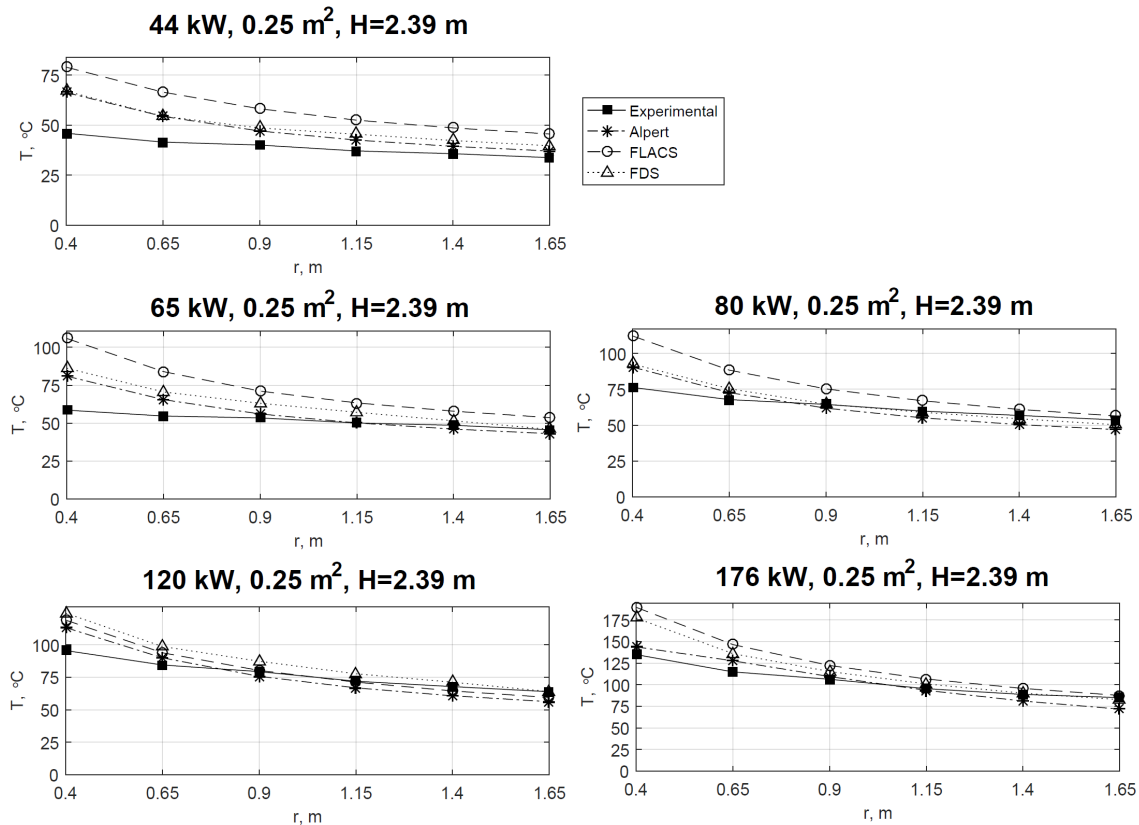 44 kW, 0.25 m², H=2.39 m
75
50
25
0
T, °C
0.4 0.65 0.9 1.15 1.4 1.65
r, m
Experimental
Alpert
FLACS
FDS
65 kW, 0.25 m², H=2.39 m
100
75
50
25
0
T, °C
0.4 0.65 0.9 1.15 1.4 1.65
r, m
80 kW, 0.25 m², H=2.39 m
100
75
50
25
0
T, °C
0.4 0.65 0.9 1.15 1.4 1.65
r, m
120 kW, 0.25 m², H=2.39 m
100
75
50
25
0
T, °C
0.4 0.65 0.9 1.15 1.4 1.65
r, m
176 kW, 0.25 m², H=2.39 m
175
150
125
100
75
50
25
0
T, °C
0.4 0.65 0.9 1.15 1.4 1.65
r, m